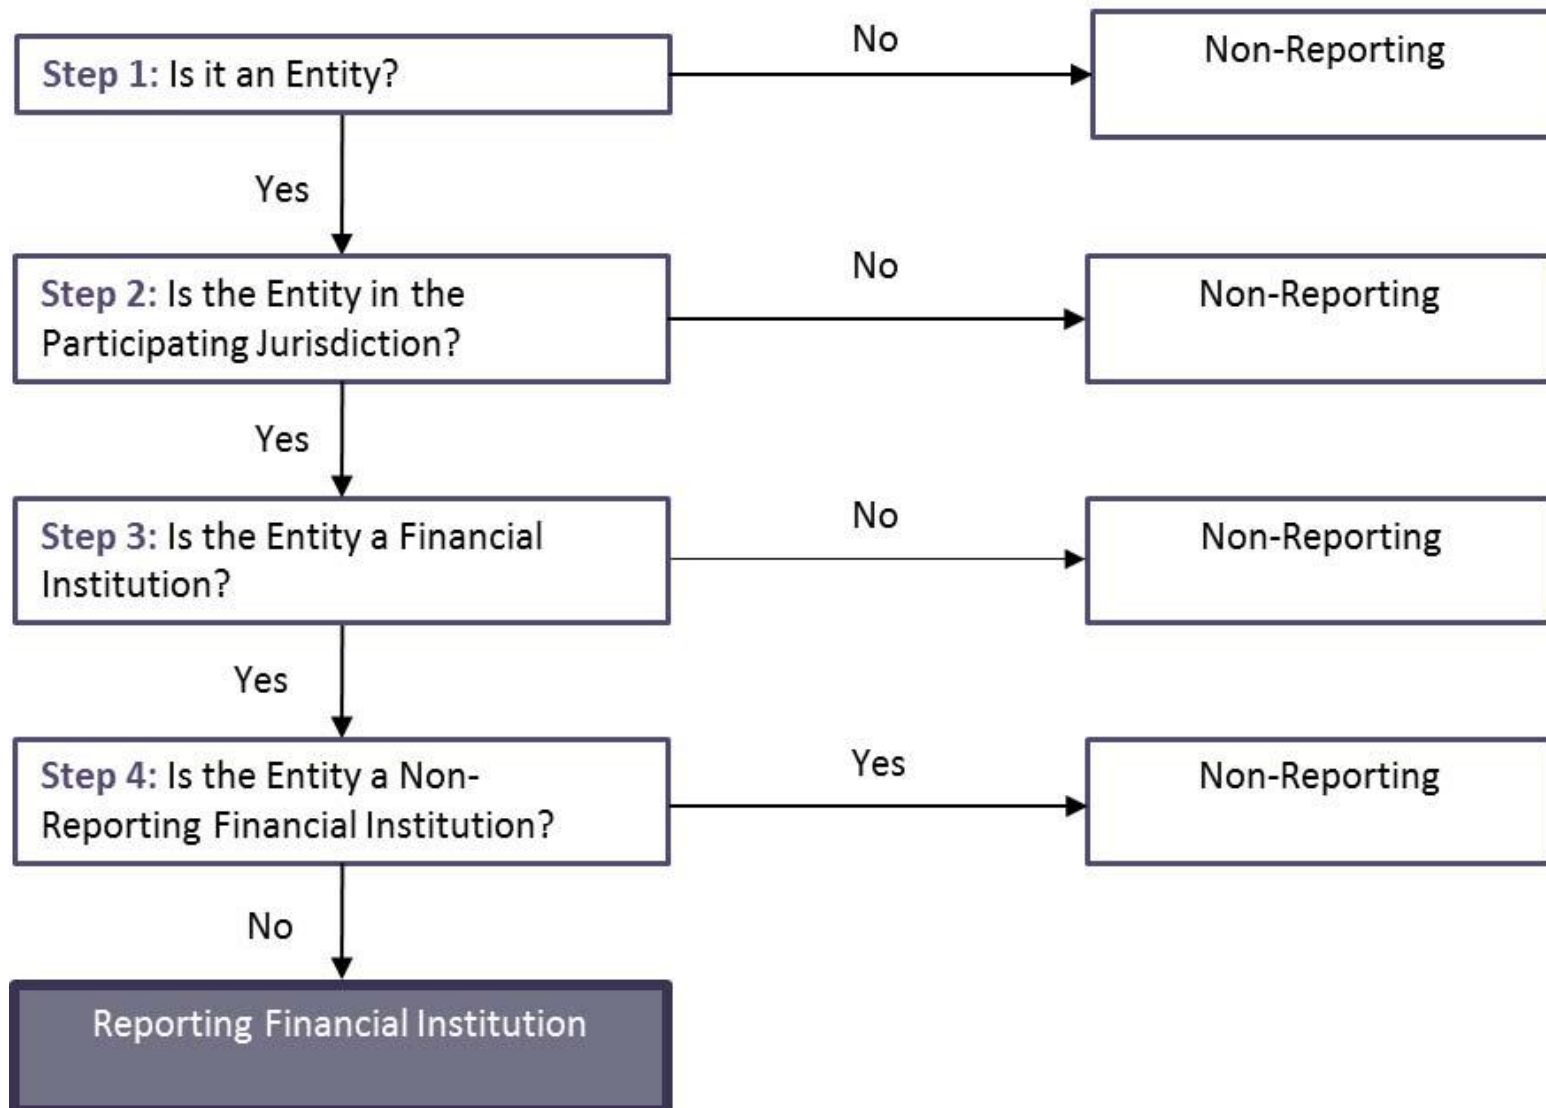 Step 1: Is it an Entity?
No
Non-Reporting
Yes
Step 2: Is the Entity in the
Participating Jurisdiction?
No
Non-Reporting
Yes
Step 3: Is the Entity a Financial
Institution?
No
Non-Reporting
Yes
Step 4: Is the Entity a Non-
Reporting Financial Institution?
Yes
Non-Reporting
No
Reporting Financial Institution